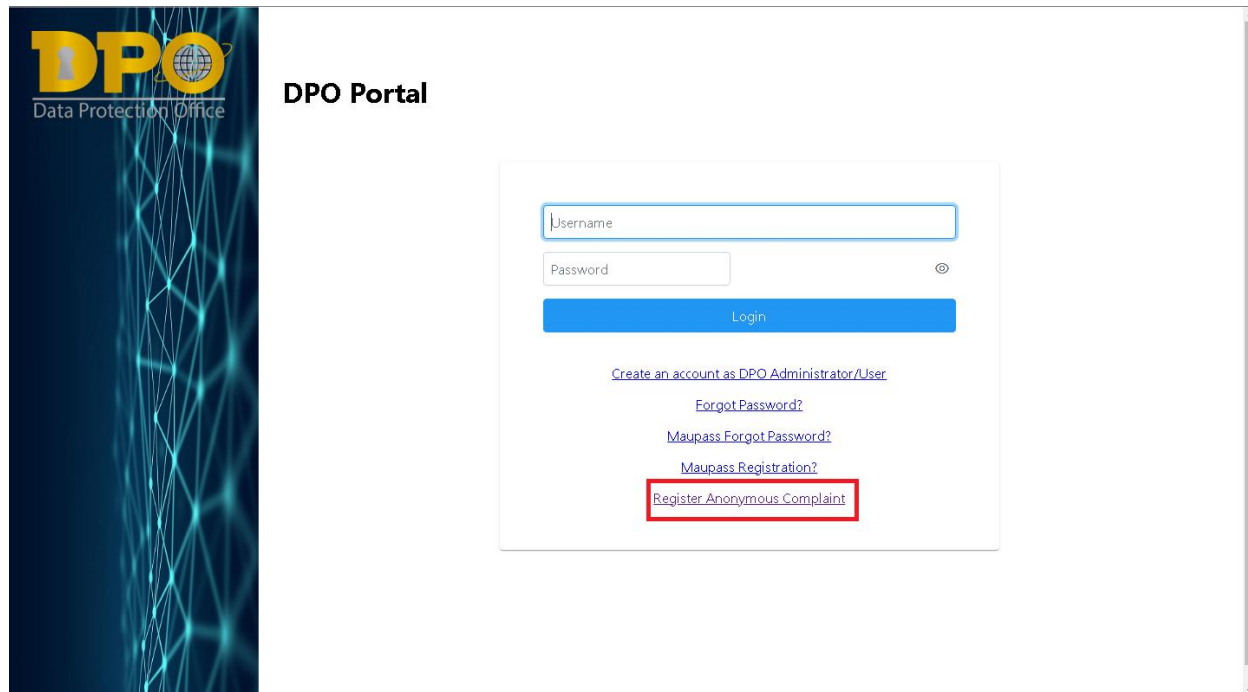 DPO
Data Protection Office
DPO Portal
Username
Password
Login
Create an account as DPO Administrator/User
Forgot Password?
Maupass Forgot Password?
Maupass Registration?
Register Anonymous Complaint